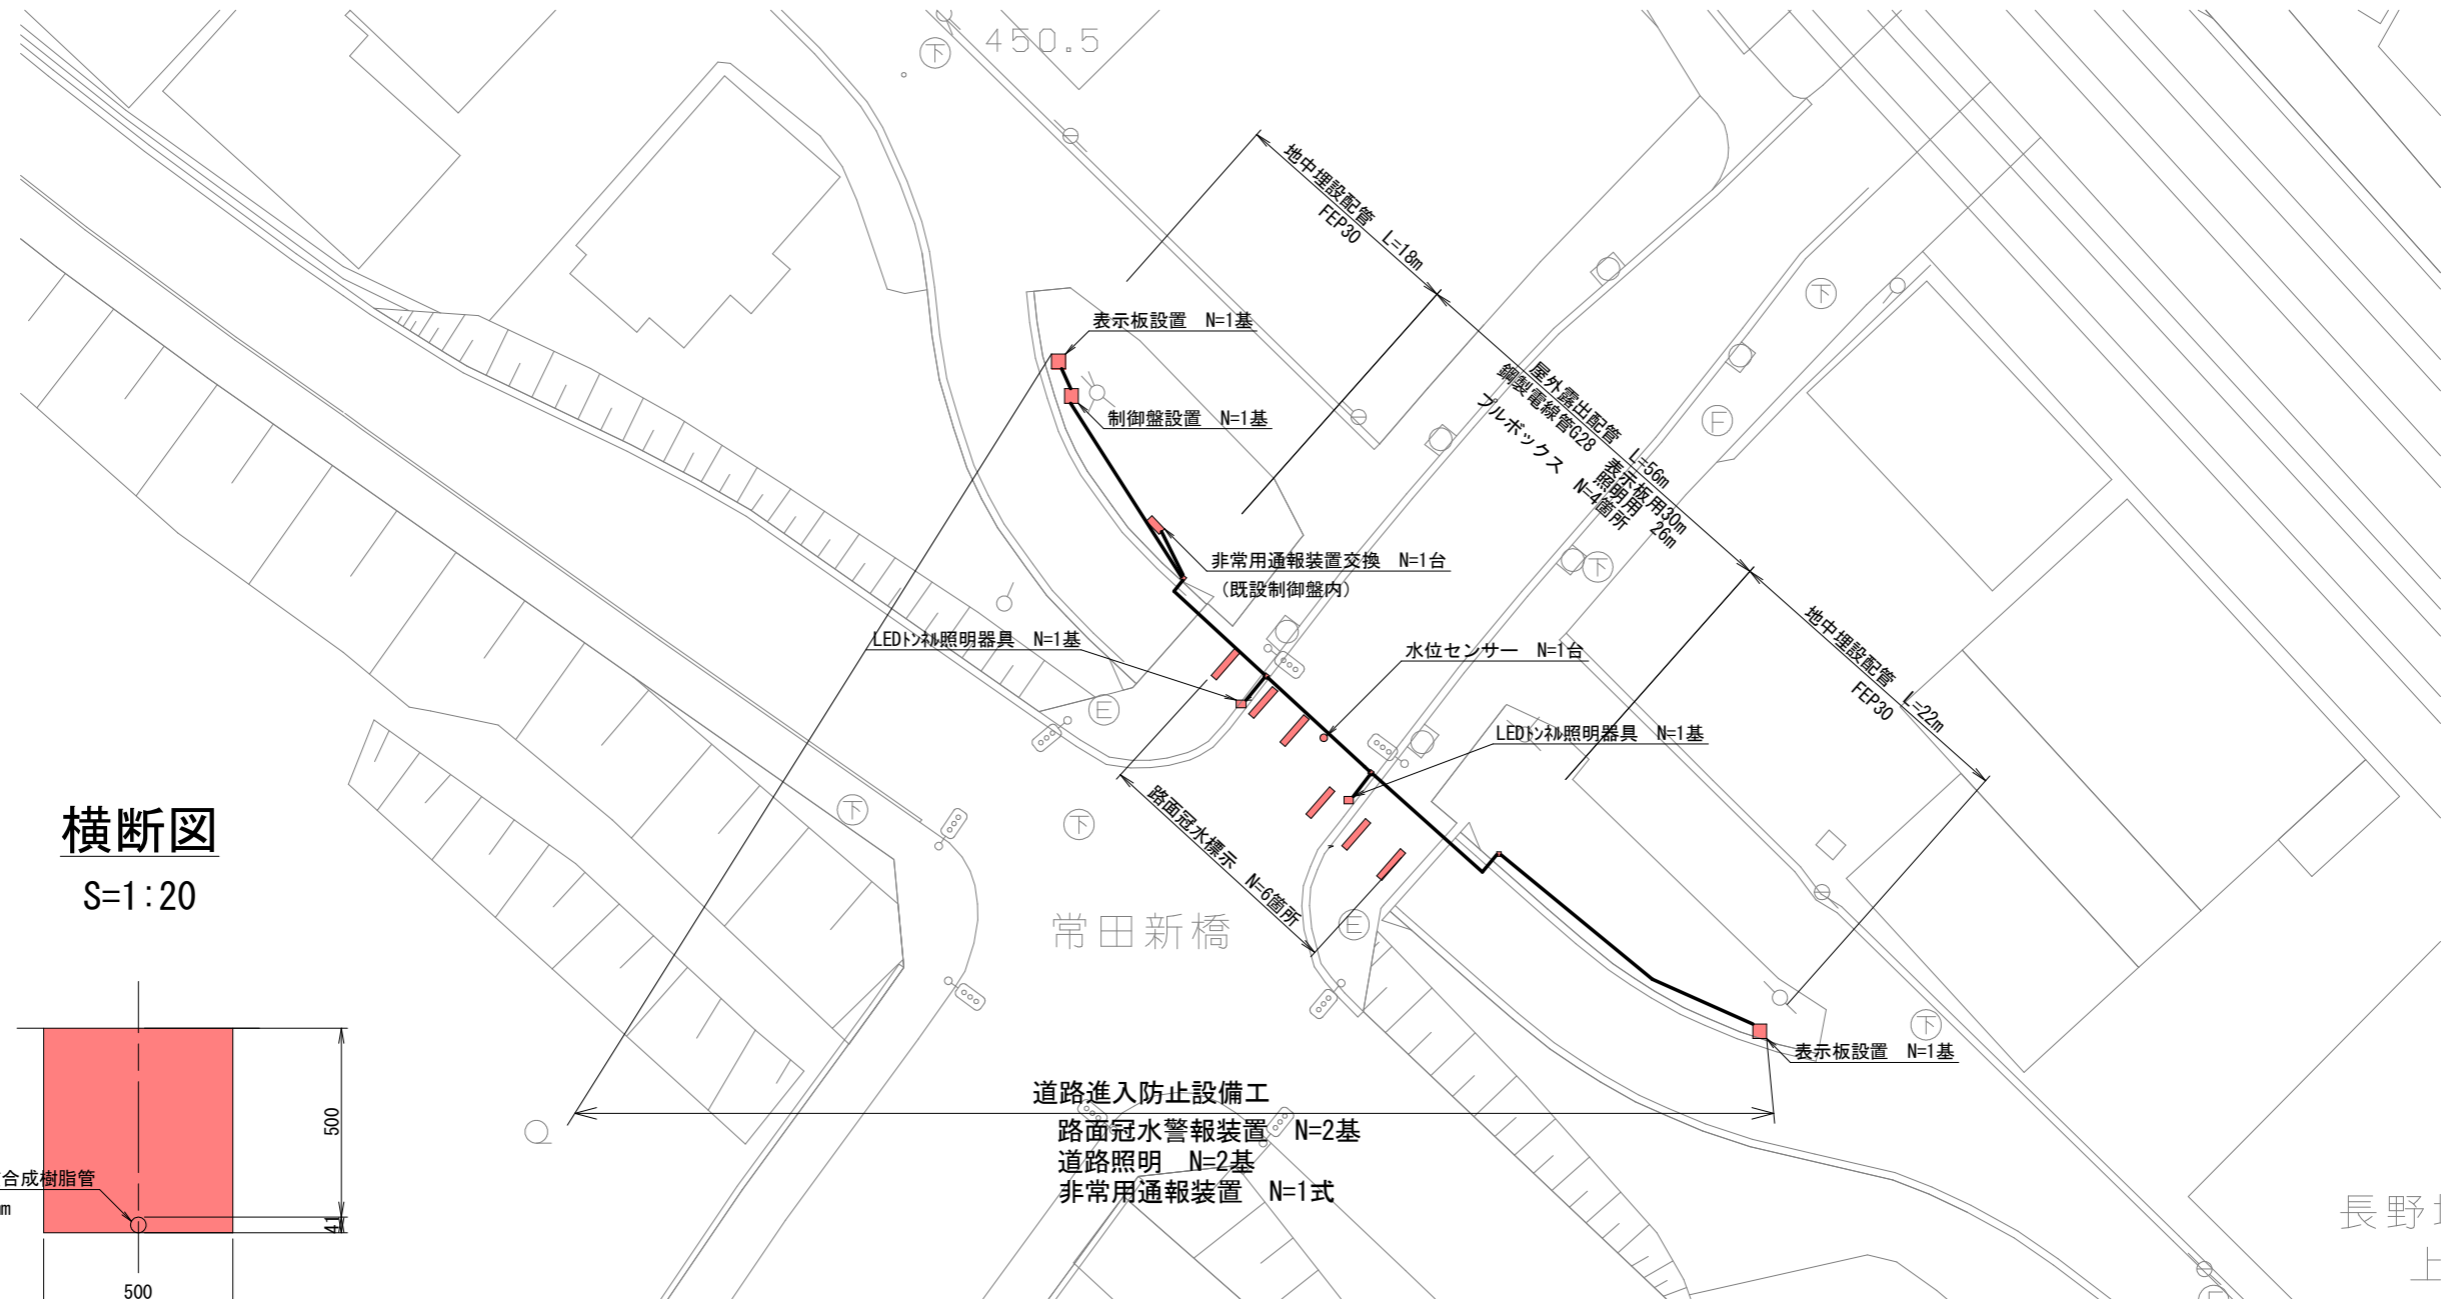 450.5
下
地中埋設配管 L=18m
FEP30
下
表示板設置 N=1基
制御盤設置 N=1基
屋外露出配管 L=56m
鋼製電線管G28 表示板用30m
照明用 26m
プルボックス N=4箇所
F
非常用通報装置交換 N=1台
(既設制御盤内)
下
LEDトンネル照明器具 N=1基
水位センサー N=1台
地中埋設配管 L=22m
FEP30
E
LEDトンネル照明器具 N=1基
下
下
路面冠水標示 N=6箇所
横断図
S=1:20
常田新橋
E
下
表示板設置 N=1基
道路進入防止設備工
路面冠水警報装置 N=2基
道路照明 N=2基
非常用通報装置 N=1式
500
合成樹脂管
41
500
長野
上